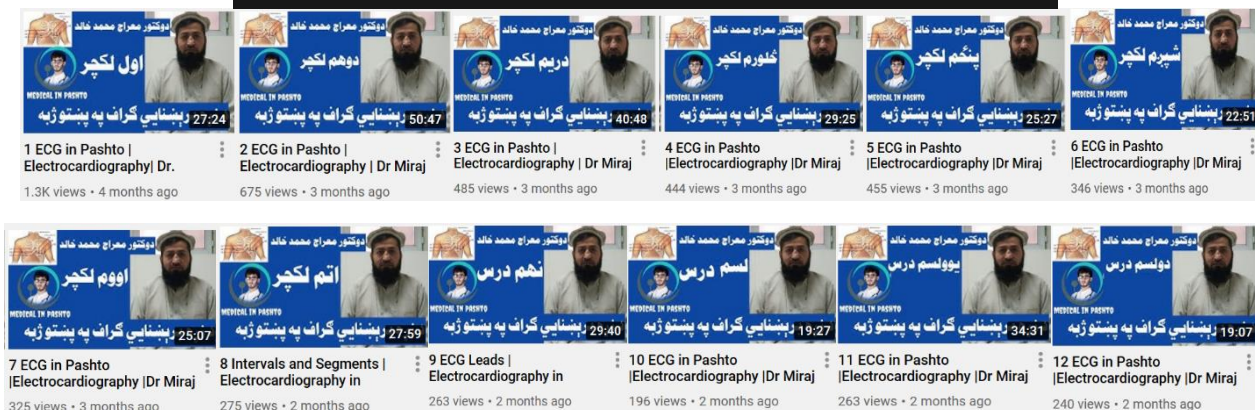 دوکتور معراج محمد خالد
اول لکچر
MEDICAL IN PASHTO
برېښنايي ګراف په پښتو ژبه
27:24
1 ECG in Pashto |
Electrocardiography| Dr.
1.3K views • 4 months ago
دوکتور معراج محمد خالد
دوهم لکچر
MEDICAL IN PASHTO
برېښنايي ګراف په پښتو ژبه
50:47
2 ECG in Pashto |
Electrocardiography | Dr Miraj
675 views • 3 months ago
دوکتور معراج محمد خالد
دریم لکچر
MEDICAL IN PASHTO
برېښنايي ګراف په پښتو ژبه
40:48
3 ECG in Pashto |
Electrocardiography | Dr Miraj
485 views • 3 months ago
دوکتور معراج محمد خالد
څلورم لکچر
MEDICAL IN PASHTO
برېښنايي ګراف په پښتو ژبه
29:25
4 ECG in Pashto
|Electrocardiography |Dr Miraj
444 views • 3 months ago
دوکتور معراج محمد خالد
پنځم لکچر
MEDICAL IN PASHTO
برېښنايي ګراف په پښتو ژبه
25:27
5 ECG in Pashto
|Electrocardiography |Dr Miraj
455 views • 3 months ago
دوکتور معراج محمد خالد
شپږم لکچر
MEDICAL IN PASHTO
برېښنايي ګراف په پښتو ژبه
22:51
6 ECG in Pashto
|Electrocardiography |Dr Miraj
346 views • 3 months ago
دوکتور معراج محمد خالد
اووم لکچر
MEDICAL IN PASHTO
برېښنايي ګراف په پښتو ژبه
25:07
7 ECG in Pashto
|Electrocardiography |Dr Miraj
325 views • 3 months ago
دوکتور معراج محمد خالد
اتم لکچر
MEDICAL IN PASHTO
برېښنايي ګراف په پښتو ژبه
27:59
8 Intervals and Segments |
Electrocardiography in
275 views • 2 months ago
دوکتور معراج محمد خالد
نهم درس
MEDICAL IN PASHTO
برېښنايي ګراف په پښتو ژبه
29:40
9 ECG Leads |
Electrocardiography in
263 views • 2 months ago
دوکتور معراج محمد خالد
لسم درس
MEDICAL IN PASHTO
برېښنايي ګراف په پښتو ژبه
19:27
10 ECG in Pashto
|Electrocardiography |Dr Miraj
196 views • 2 months ago
دوکتور معراج محمد خالد
یوولسم درس
MEDICAL IN PASHTO
برېښنايي ګراف په پښتو ژبه
34:31
11 ECG in Pashto
|Electrocardiography |Dr Miraj
263 views • 2 months ago
دوکتور معراج محمد خالد
دولسم درس
MEDICAL IN PASHTO
برېښنايي ګراف په پښتو ژبه
19:07
12 ECG in Pashto
|Electrocardiography |Dr Miraj
240 views • 2 months ago